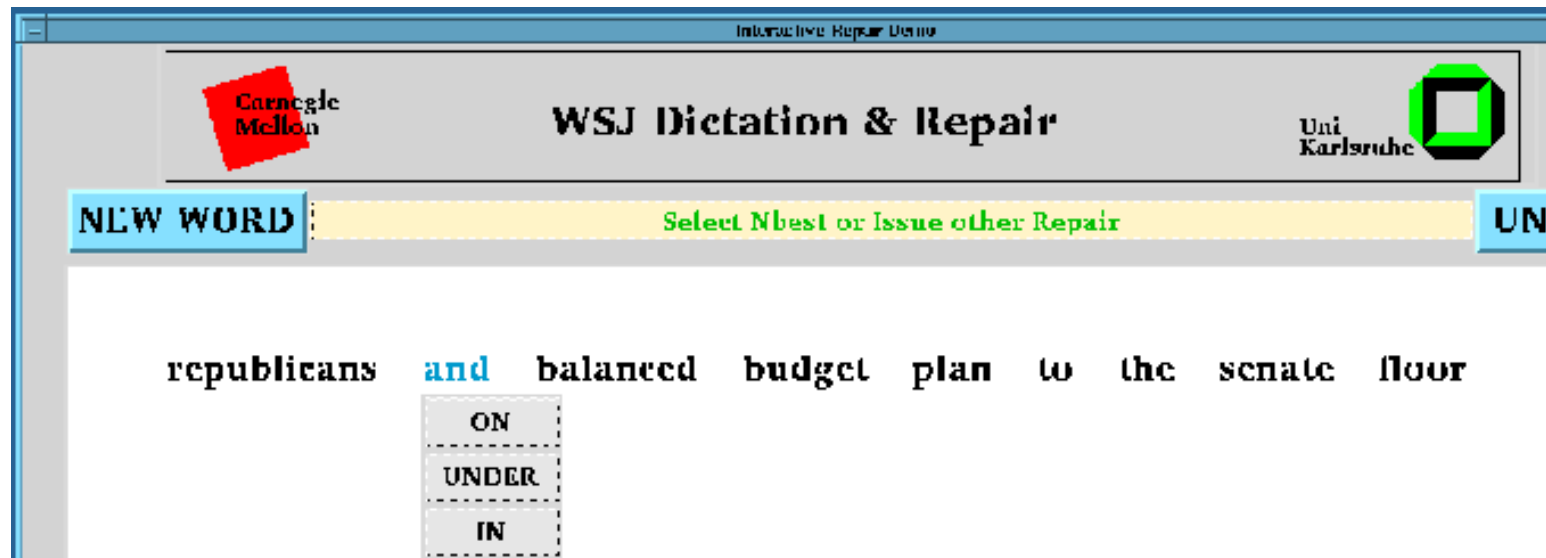 Interactive Repair Demo
Carnegie
Mellon
WSJ Dictation & Repair
Uni
Karlsruhe
NEW WORD
Select Nbest or Issue other Repair
UN
republicans and balanced budget plan to the senate floor
ON
UNDER
IN